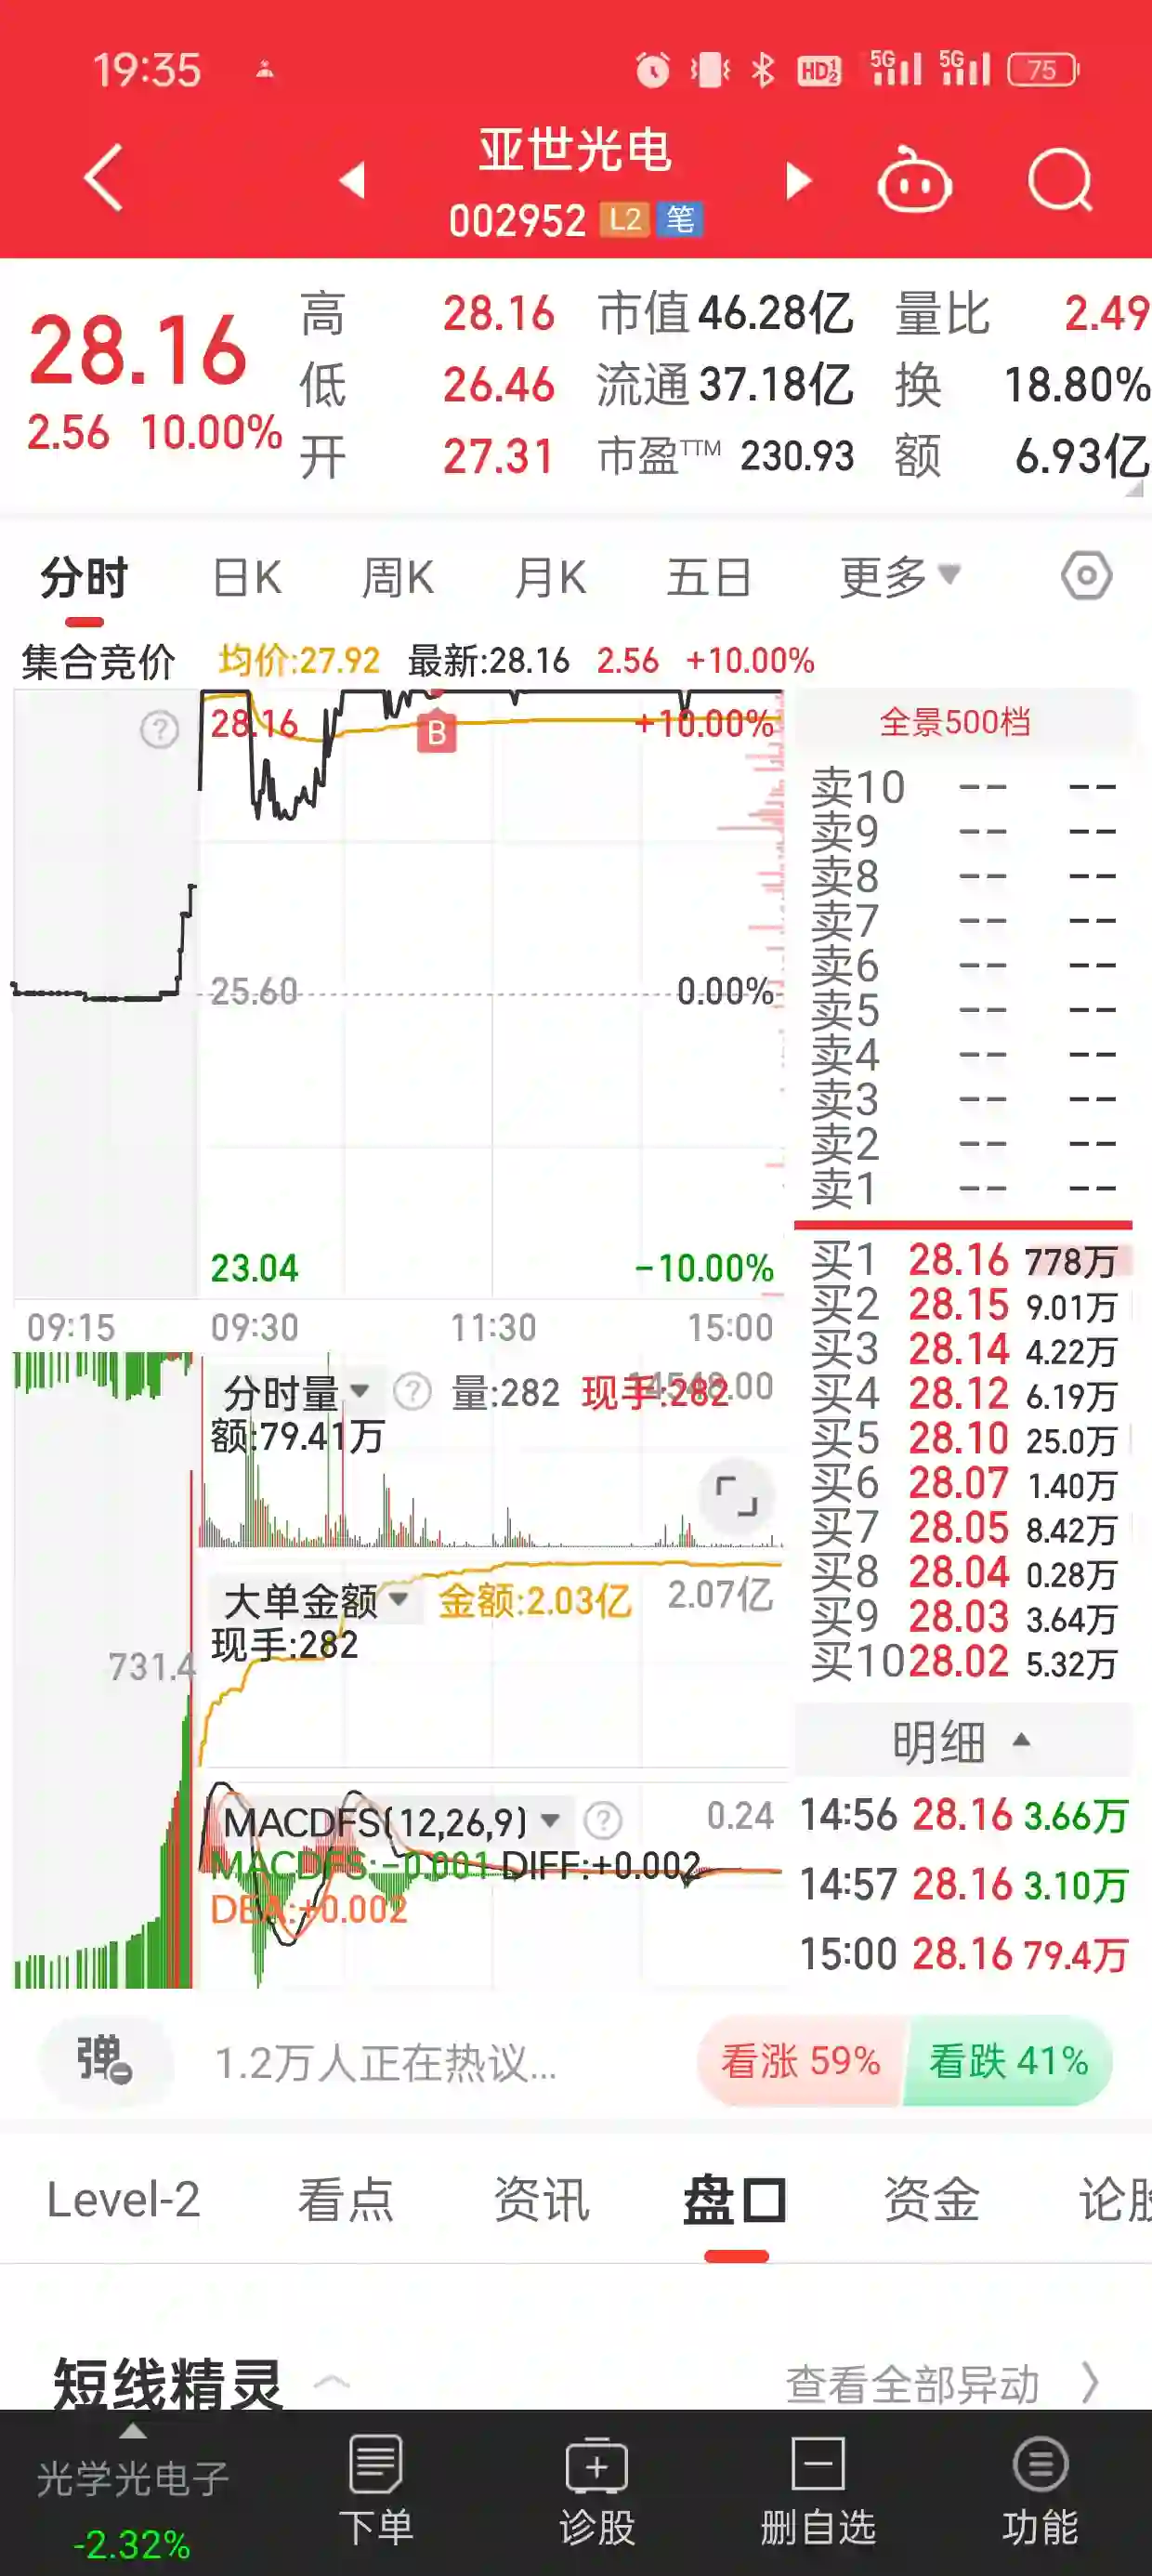 19:35
HD 1 2 5G 5G 75
亚世光电
002952 L2 笔
28.16
2.56 10.00%
高 28.16 市值 46.28亿 量比 2.49
低 26.46 流通 37.18亿 换 18.80%
开 27.31 市盈TTM 230.93 额 6.93亿
分时 日K 周K 月K 五日 更多
集合竞价 均价:27.92 最新:28.16 2.56 +10.00%
? 28.16 B +10.00%
25.60 0.00%
23.04 -10.00%
09:15 09:30 11:30 15:00
分时量 ? 量:282 现手:282
额:79.41万
大单金额 金额:2.03亿 2.07亿
现手:282
731.4
MACDFS(12,26,9) ? 0.24
MACDFS:-0.001 DIFF:+0.002
DEA:+0.002
全景500档
卖10 -- --
卖9 -- --
卖8 -- --
卖7 -- --
卖6 -- --
卖5 -- --
卖4 -- --
卖3 -- --
卖2 -- --
卖1 -- --
买1 28.16 778万
买2 28.15 9.01万
买3 28.14 4.22万
买4 28.12 6.19万
买5 28.10 25.0万
买6 28.07 1.40万
买7 28.05 8.42万
买8 28.04 0.28万
买9 28.03 3.64万
买10 28.02 5.32万
明细
14:56 28.16 3.66万
14:57 28.16 3.10万
15:00 28.16 79.4万
弹 1.2万人正在热议... 看涨 59% 看跌 41%
Level-2 看点 资讯 盘口 资金 论股
短线精灵 查看全部异动
光学光电子
-2.32%
下单 诊股 删自选 功能